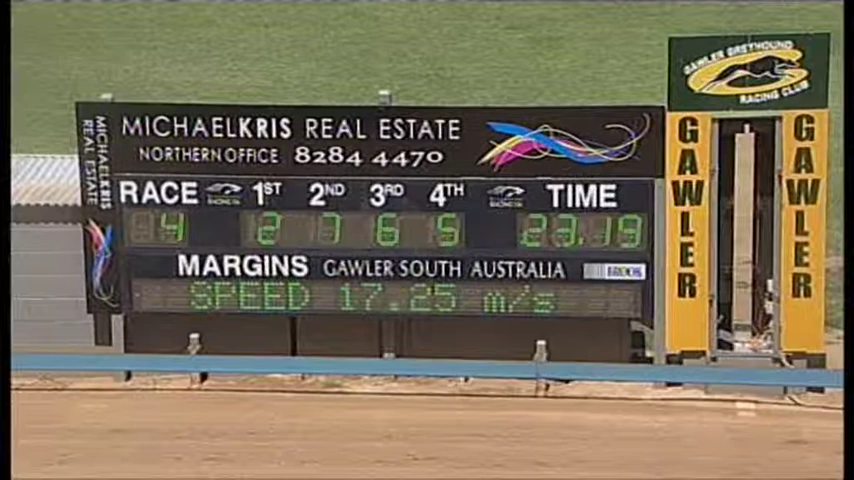 GAWLER GREYHOUND
RACING CLUB
MICHAELKRIS REAL ESTATE
NORTHERN OFFICE 8284 4470
MICHAELKRIS
REAL ESTATE
RACE 1ST 2ND 3RD 4TH TIME
4 2 7 6 5 23.19
MARGINS GAWLER SOUTH AUSTRALIA
SPEED 17.25 m/s
GAWLER
GAWLER